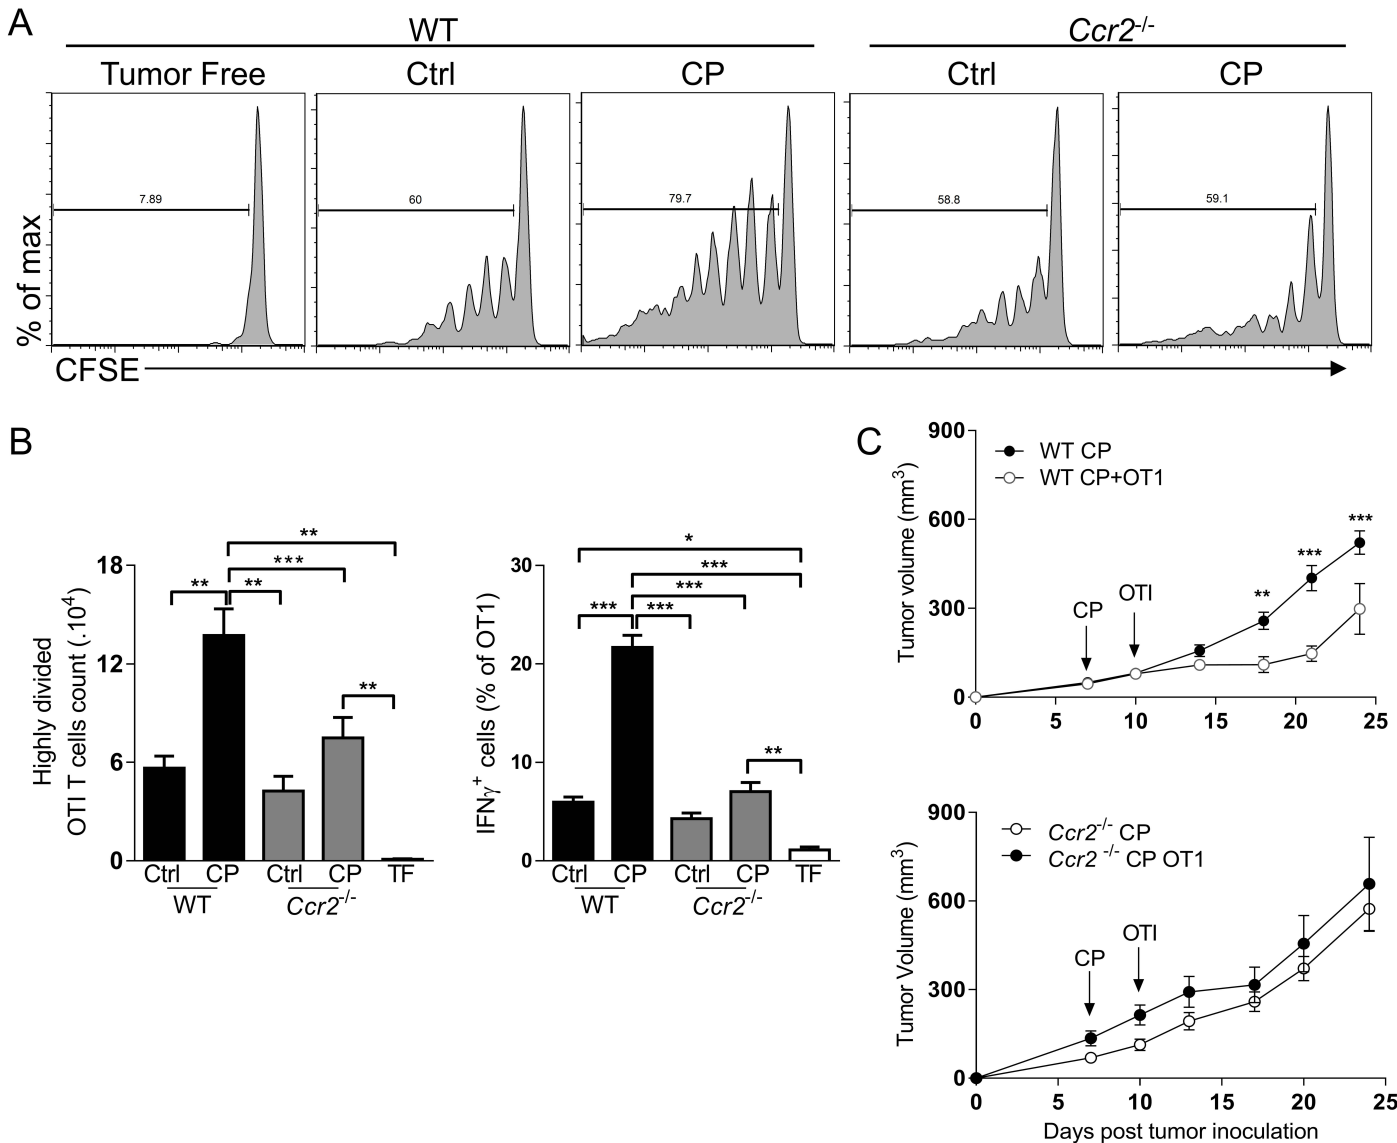 A
WT
Ccr2-/-
Tumor Free
Ctrl
CP
Ctrl
CP
% of max
7.89
60
79.7
58.8
59.1
CFSE
B
Highly divided
OTI T cells count (.10⁴)
18
12
6
0
**
***
** **
**
Ctrl CP Ctrl CP TF
WT Ccr2-/-
IFNγ⁺ cells (% of OT1)
30
20
10
0
*
***
***
*** ***
**
Ctrl CP Ctrl CP TF
WT Ccr2-/-
C
Tumor volume (mm³)
900
600
300
0
WT CP
WT CP+OT1
CP
OTI
**
***
***
0 5 10 15 20 25
Tumor Volume (mm³)
900
600
300
0
Ccr2-/- CP
Ccr2 -/- CP OT1
CP
OTI
0 5 10 15 20 25
Days post tumor inoculation